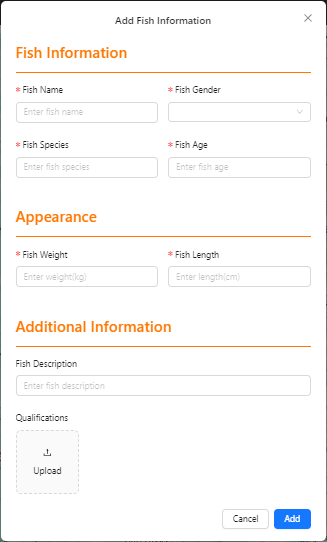 Add Fish Information
Fish Information
* Fish Name
* Fish Gender
Enter fish name
* Fish Species
* Fish Age
Enter fish species
Enter fish age
Appearance
* Fish Weight
* Fish Length
Enter weight(kg)
Enter length(cm)
Additional Information
Fish Description
Enter fish description
Qualifications
Upload
Cancel
Add